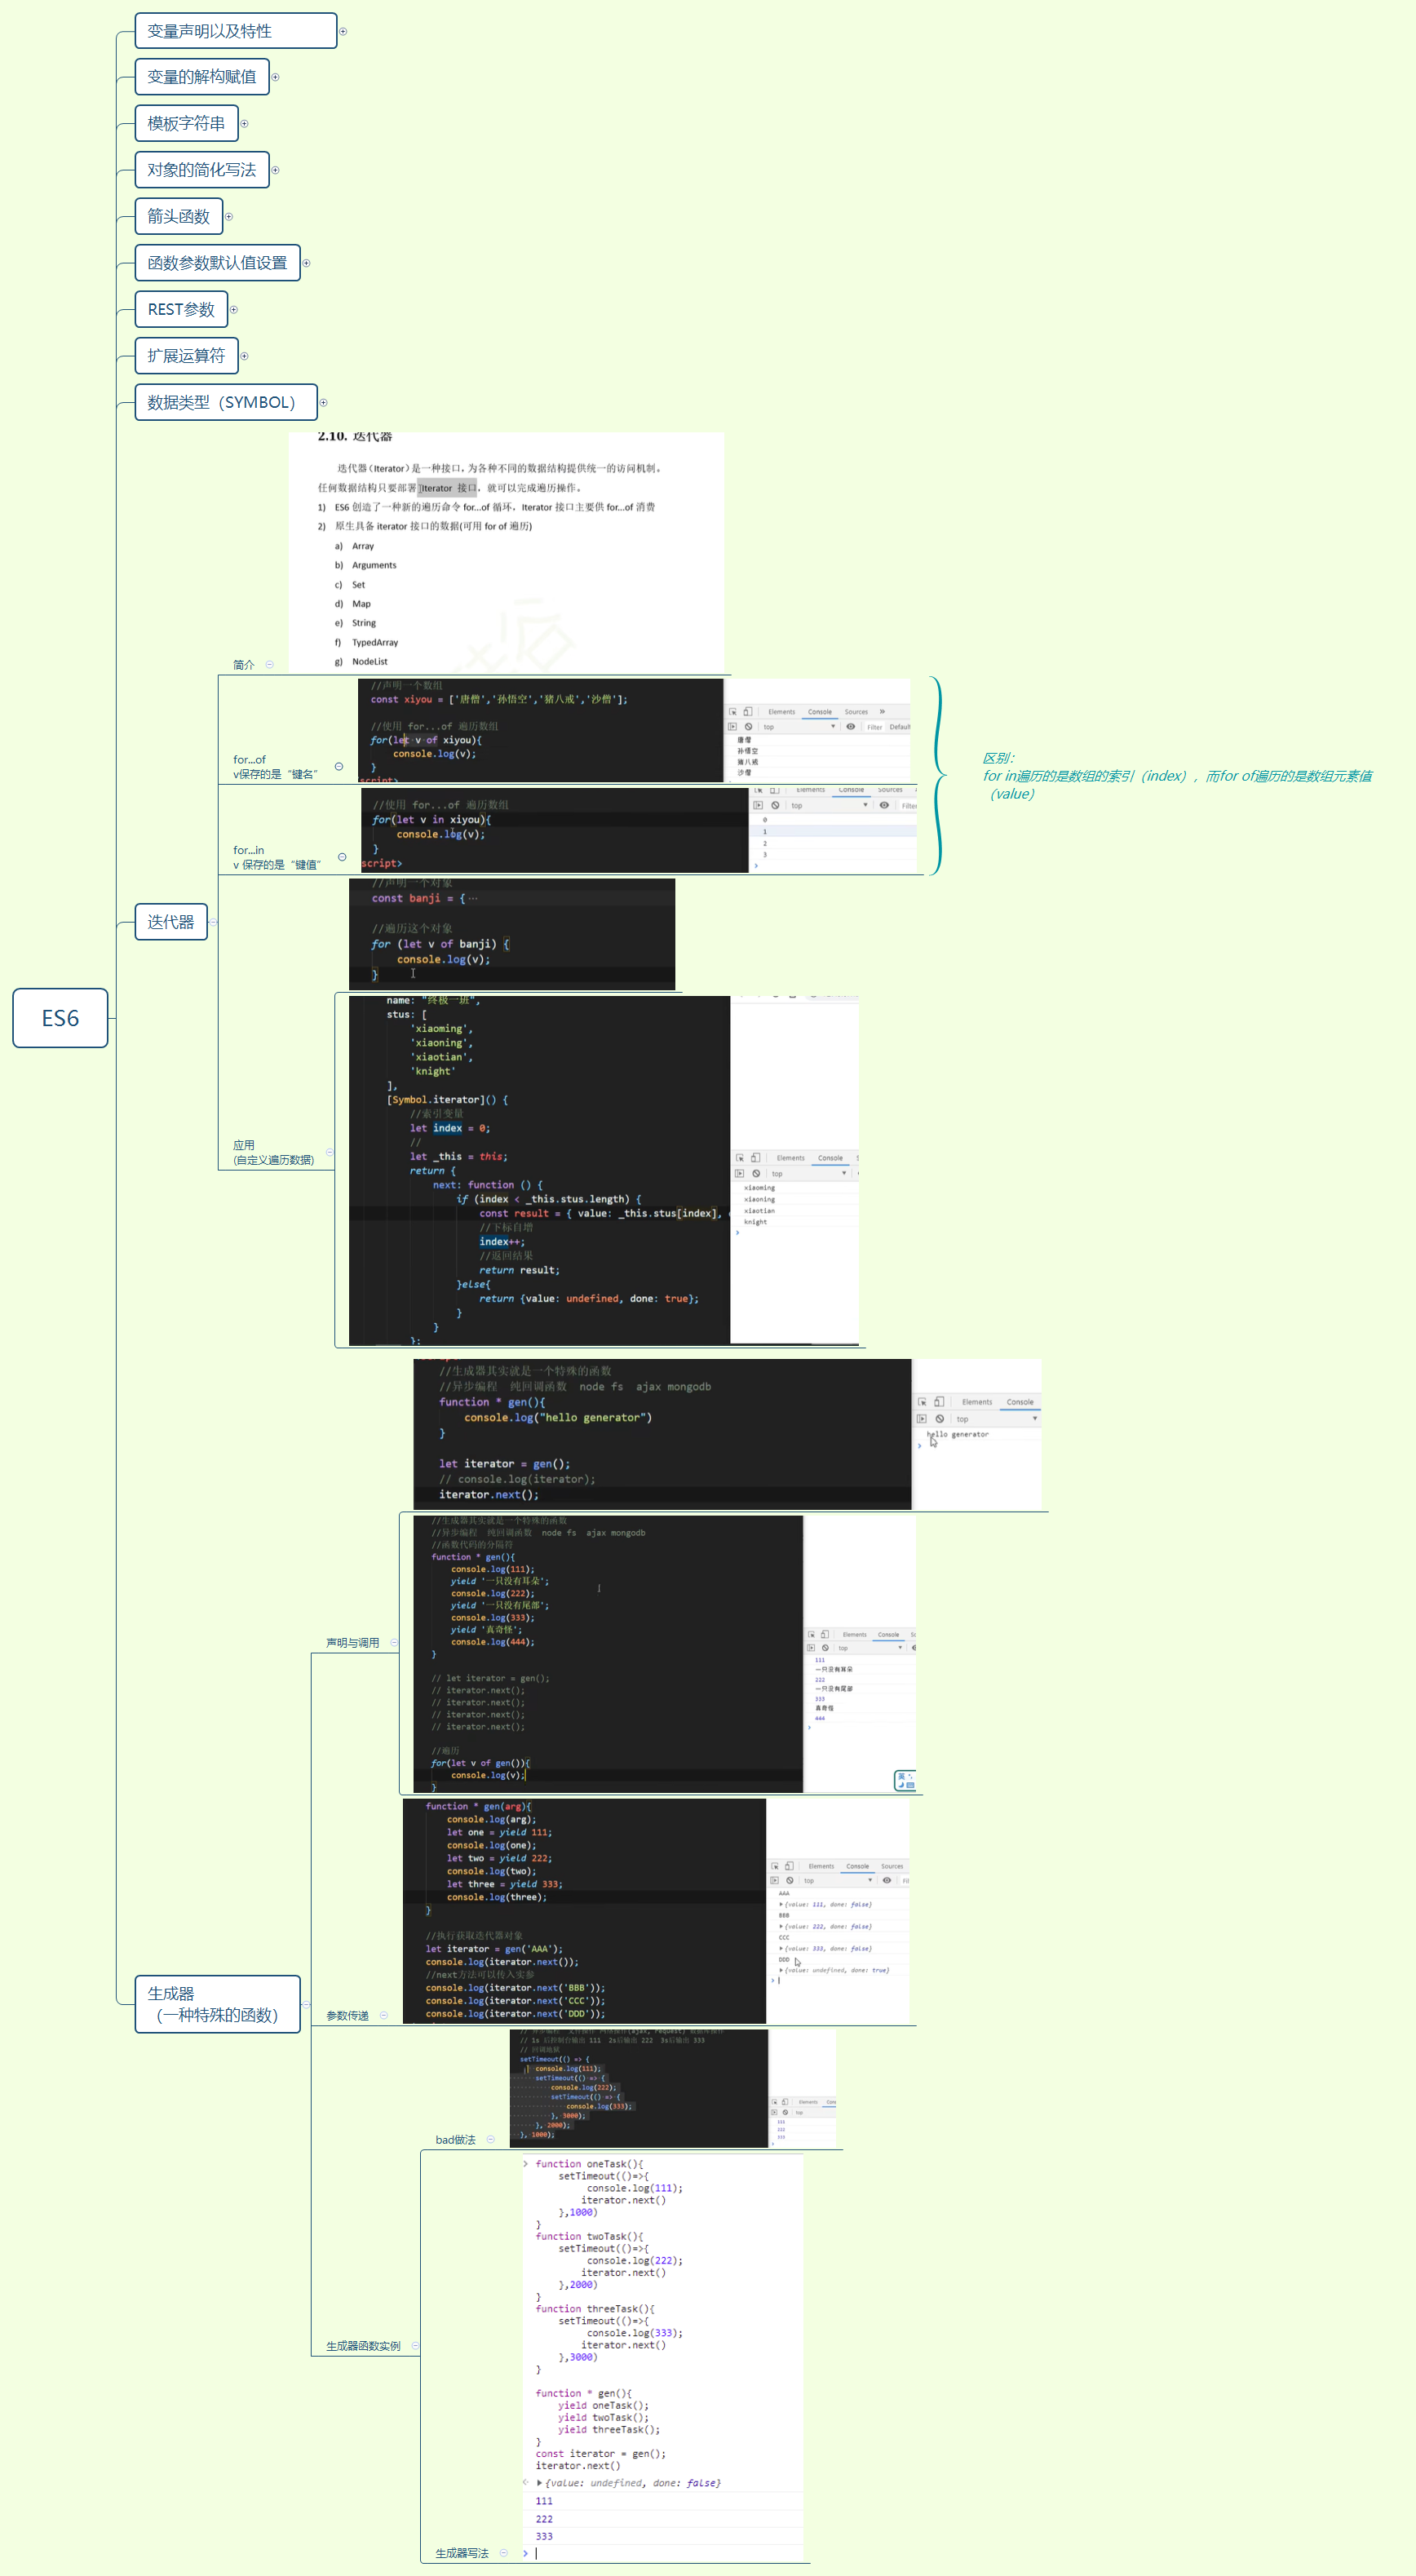 变量声明以及特性
变量的解构赋值
模板字符串
对象的简化写法
箭头函数
函数参数默认值设置
REST参数
扩展运算符
数据类型（SYMBOL）
2.10. 迭代器
迭代器（Iterator）是一种接口，为各种不同的数据结构提供统一的访问机制。
任何数据结构只要部署 Iterator 接口，就可以完成遍历操作。
1) ES6 创造了一种新的遍历命令 for...of 循环，Iterator 接口主要供 for...of 消费
2) 原生具备 iterator 接口的数据(可用 for of 遍历)
a) Array
b) Arguments
c) Set
d) Map
e) String
f) TypedArray
g) NodeList
简介
//声明一个数组
const xiyou = ['唐僧','孙悟空','猪八戒','沙僧'];
//使用 for...of 遍历数组
for(let v of xiyou){
console.log(v);
}
script>
Elements Console Sources »
top Filter Default
唐僧
孙悟空
猪八戒
沙僧
for...of
v保存的是“键名”
区别：
for in遍历的是数组的索引（index），而for of遍历的是数组元素值
（value）
//使用 for...of 遍历数组
for(let v in xiyou){
console.log(v);
}
script>
Elements Console Sources
top Filter
0
1
2
3
for...in
v 保存的是“键值”
迭代器
//声明一个对象
const banji = {···
//遍历这个对象
for (let v of banji) {
console.log(v);
}
ES6
name: "终极一班",
stus: [
'xiaoming',
'xiaoning',
'xiaotian',
'knight'
],
[Symbol.iterator]() {
//索引变量
let index = 0;
//
let _this = this;
return {
next: function () {
if (index < _this.stus.length) {
const result = { value: _this.stus[index],
//下标自增
index++;
//返回结果
return result;
}else{
return {value: undefined, done: true};
}
}
};
Elements Console
top
xiaoming
xiaoning
xiaotian
knight
应用
(自定义遍历数据)
//生成器其实就是一个特殊的函数
//异步编程 纯回调函数 node fs ajax mongodb
function * gen(){
console.log("hello generator")
}
let iterator = gen();
// console.log(iterator);
iterator.next();
Elements Console
top
hello generator
//生成器其实就是一个特殊的函数
//异步编程 纯回调函数 node fs ajax mongodb
//函数代码的分隔符
function * gen(){
console.log(111);
yield '一只没有耳朵';
console.log(222);
yield '一只没有尾部';
console.log(333);
yield '真奇怪';
console.log(444);
}
// let iterator = gen();
// iterator.next();
// iterator.next();
// iterator.next();
// iterator.next();
//遍历
for(let v of gen()){
console.log(v);
}
Elements Console
top
111
一只没有耳朵
222
一只没有尾部
333
真奇怪
444
英
声明与调用
function * gen(arg){
console.log(arg);
let one = yield 111;
console.log(one);
let two = yield 222;
console.log(two);
let three = yield 333;
console.log(three);
}
//执行获取迭代器对象
let iterator = gen('AAA');
console.log(iterator.next());
//next方法可以传入实参
console.log(iterator.next('BBB'));
console.log(iterator.next('CCC'));
console.log(iterator.next('DDD'));
Elements Console Sources
top
AAA
{value: 111, done: false}
BBB
{value: 222, done: false}
CCC
{value: 333, done: false}
DDD
{value: undefined, done: true}
生成器
（一种特殊的函数）
参数传递
// 异步编程 文件操作 网络操作(ajax, request) 数据库操作
// 1s 后控制台输出 111 2s后输出 222 3s后输出 333
// 回调地狱
setTimeout(() => {
console.log(111);
setTimeout(() => {
console.log(222);
setTimeout(() => {
console.log(333);
}, 3000);
}, 2000);
}, 1000);
Elements
top
111
222
333
bad做法
function oneTask(){
setTimeout(()=>{
console.log(111);
iterator.next()
},1000)
}
function twoTask(){
setTimeout(()=>{
console.log(222);
iterator.next()
},2000)
}
function threeTask(){
setTimeout(()=>{
console.log(333);
iterator.next()
},3000)
}
function * gen(){
yield oneTask();
yield twoTask();
yield threeTask();
}
const iterator = gen();
iterator.next()
{value: undefined, done: false}
111
222
333
生成器函数实例
生成器写法